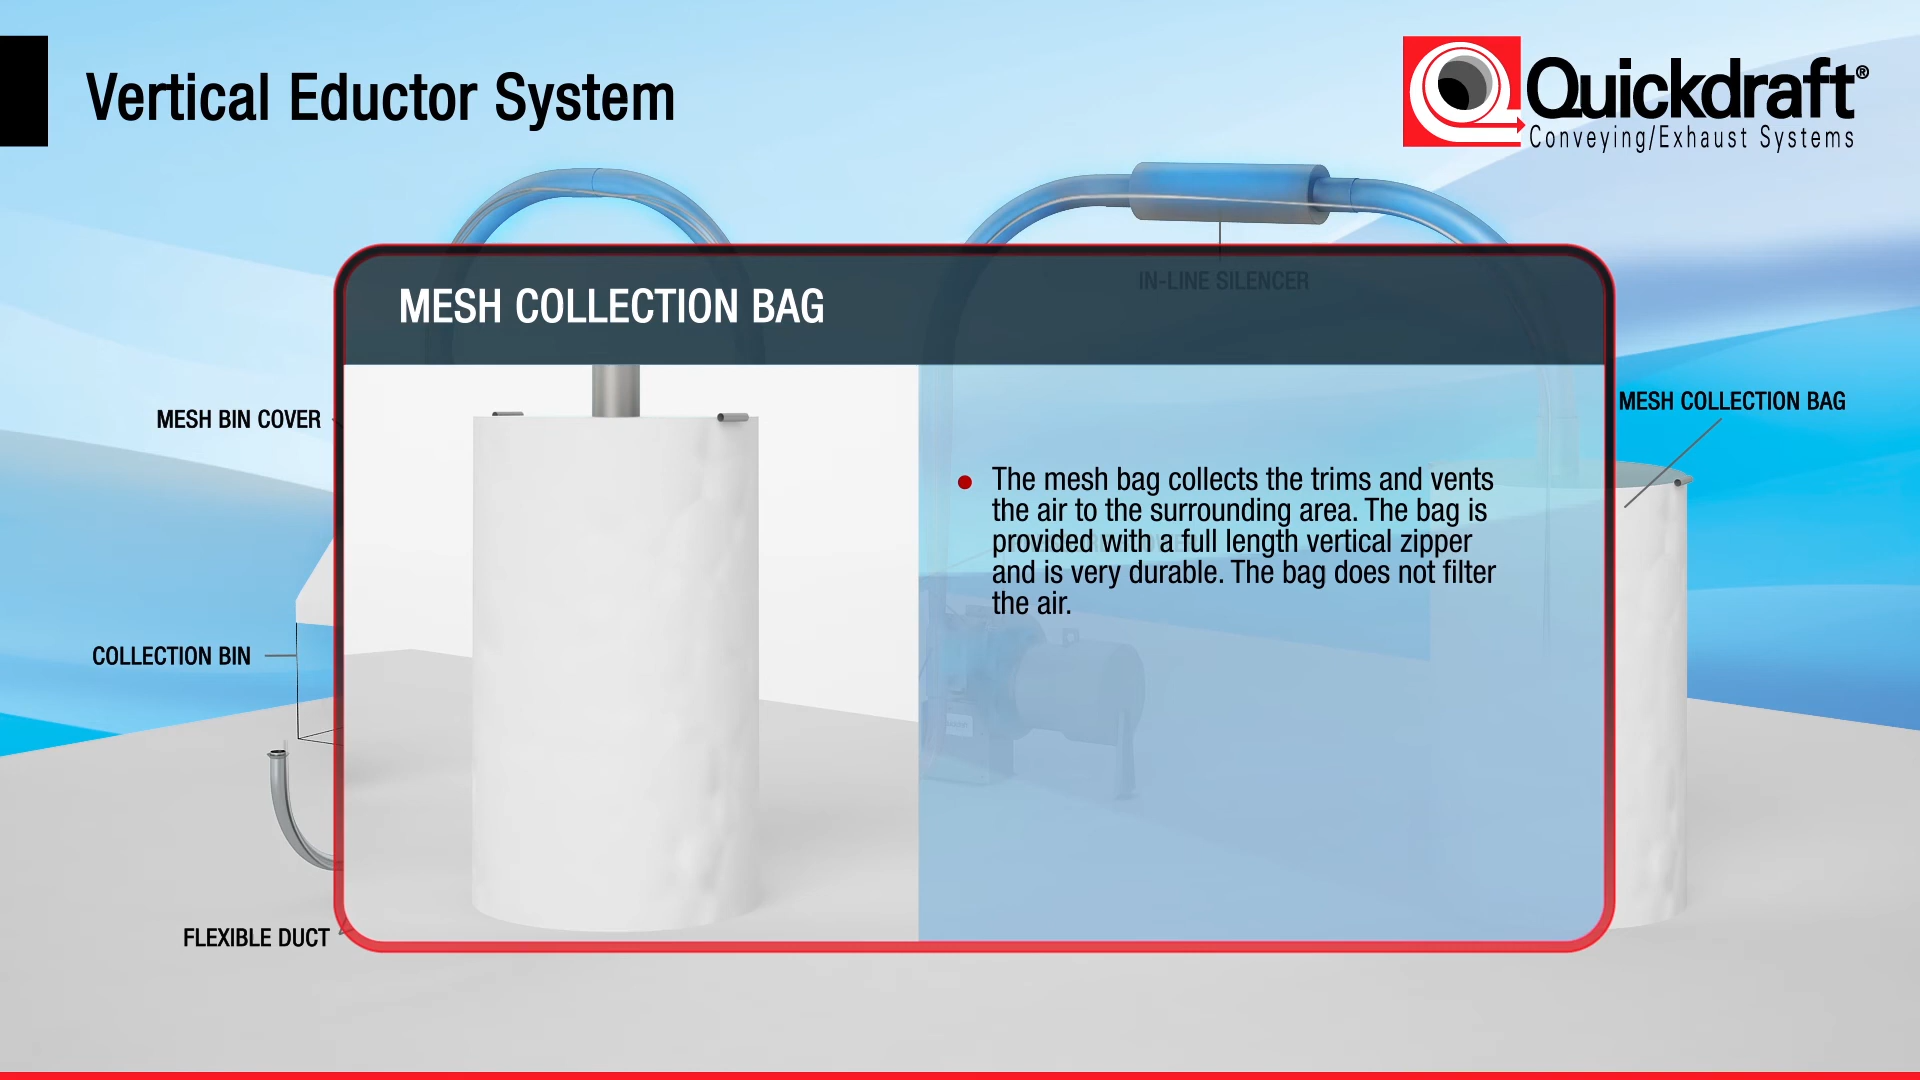 Vertical Eductor System
Quickdraft®
Conveying/Exhaust Systems
IN-LINE SILENCER
MESH COLLECTION BAG
MESH BIN COVER
MESH COLLECTION BAG
The mesh bag collects the trims and vents
the air to the surrounding area. The bag is
provided with a full length vertical zipper
and is very durable. The bag does not filter
the air.
COLLECTION BIN
FLEXIBLE DUCT